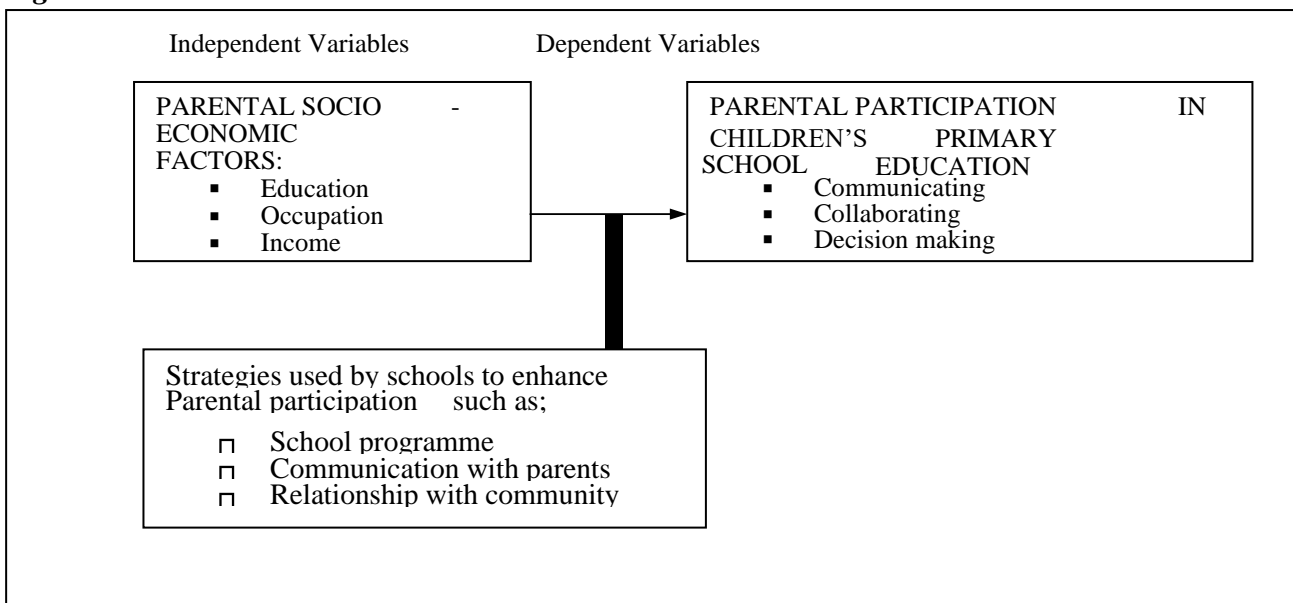 Independent Variables Dependent Variables
PARENTAL SOCIO -
ECONOMIC
FACTORS:
▪ Education
▪ Occupation
▪ Income
PARENTAL PARTICIPATION IN
CHILDREN’S PRIMARY
SCHOOL EDUCATION
▪ Communicating
▪ Collaborating
▪ Decision making
Strategies used by schools to enhance
Parental participation such as;
School programme
Communication with parents
Relationship with community